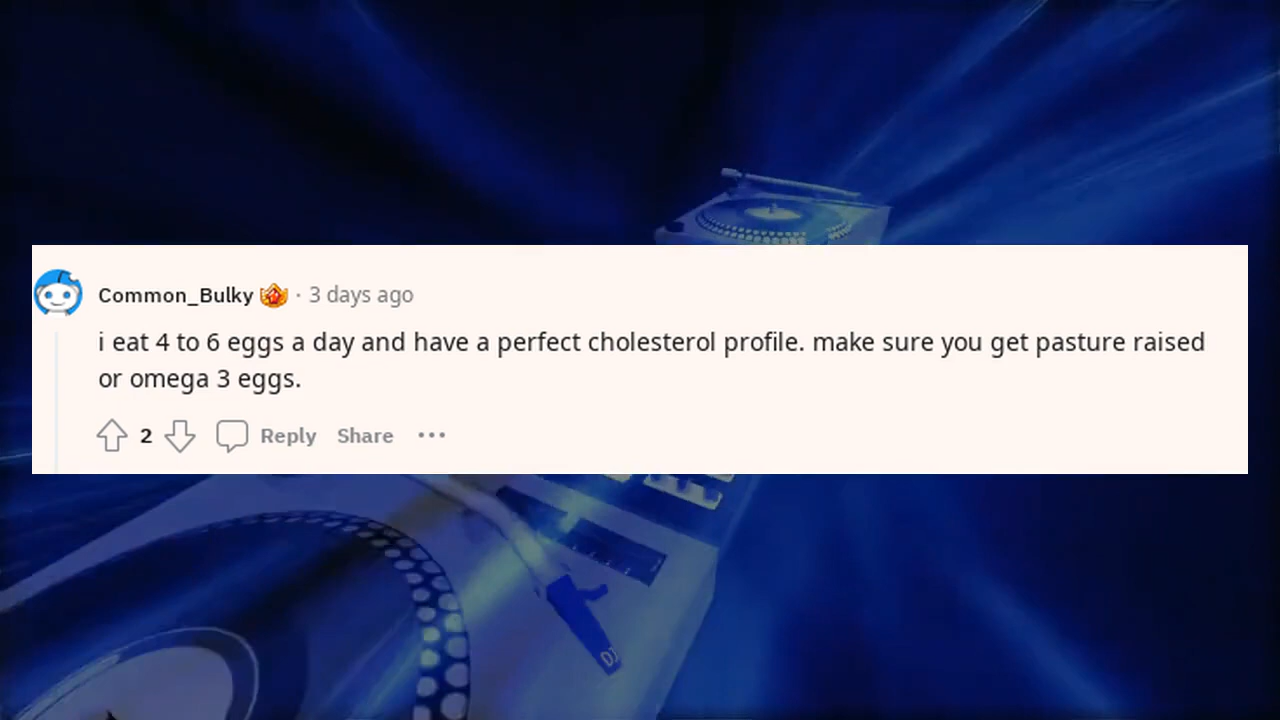 Common_Bulky · 3 days ago
i eat 4 to 6 eggs a day and have a perfect cholesterol profile. make sure you get pasture raised
or omega 3 eggs.
2 Reply Share ···
DJ